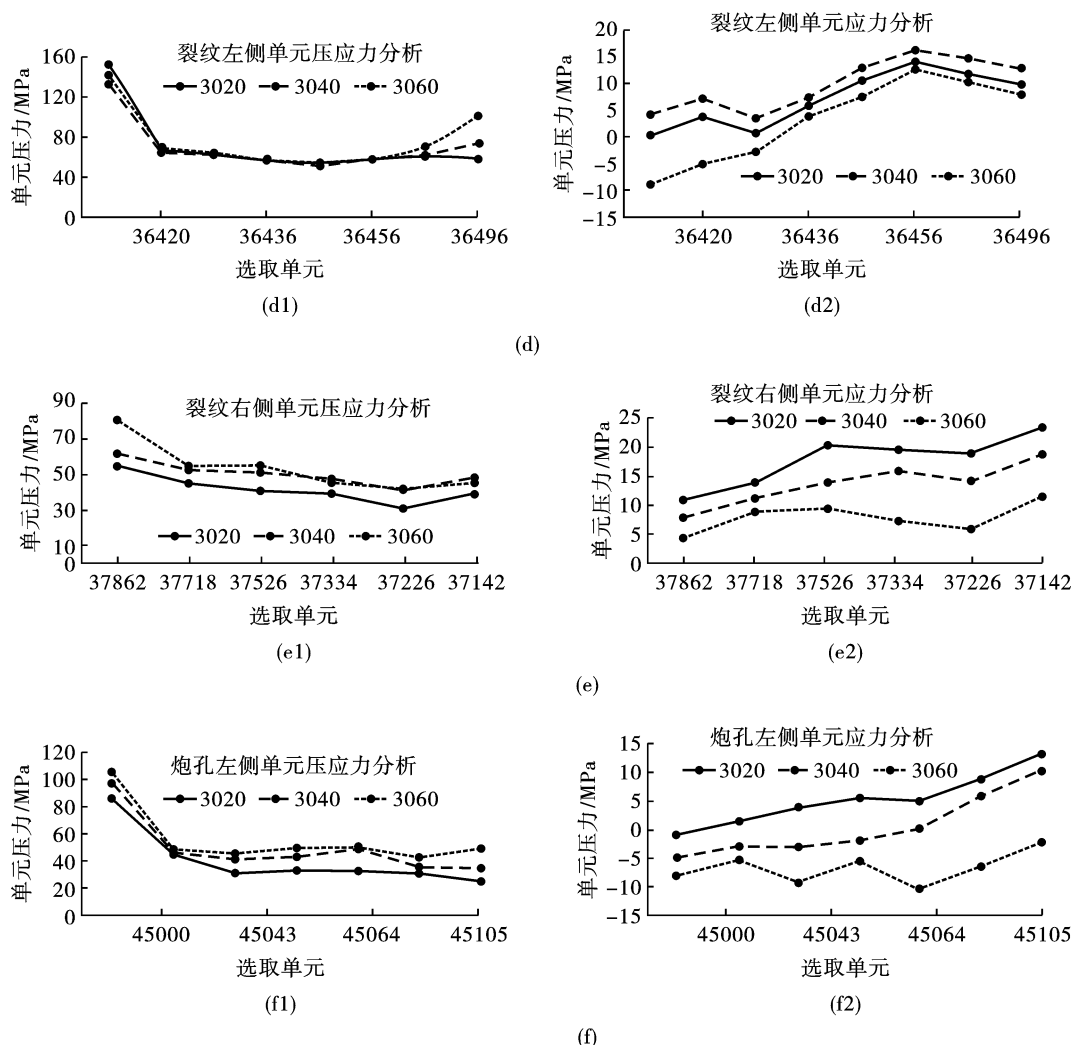 裂纹左侧单元压应力分析
3020 3040 3060
单元压力/MPa
160
120
80
40
0
36420 36436 36456 36496
选取单元
(d1)
裂纹左侧单元应力分析
单元压力/MPa
20
15
10
5
0
-5
-10
-15
3020 3040 3060
36420 36436 36456 36496
选取单元
(d2)
(d)
裂纹右侧单元压应力分析
单元压力/MPa
90
70
50
30
10
0
3020 3040 3060
37862 37718 37526 37334 37226 37142
选取单元
(e1)
裂纹右侧单元应力分析
3020 3040 3060
单元压力/MPa
25
20
15
10
5
0
37862 37718 37526 37334 37226 37142
选取单元
(e2)
(e)
炮孔左侧单元压应力分析
3020 3040 3060
单元压力/MPa
120
100
80
60
40
20
0
45000 45043 45064 45105
选取单元
(f1)
炮孔左侧单元应力分析
3020 3040 3060
单元压力/MPa
15
10
5
0
-5
-10
-15
45000 45043 45064 45105
选取单元
(f2)
(f)